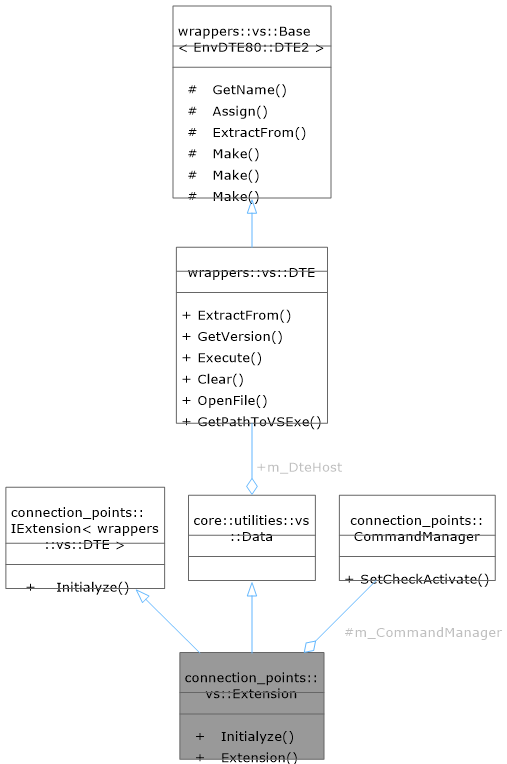 wrappers::vs::Base
< EnvDTE80::DTE2 >
# GetName()
# Assign()
# ExtractFrom()
# Make()
# Make()
# Make()
wrappers::vs::DTE
+ ExtractFrom()
+ GetVersion()
+ Execute()
+ Clear()
+ OpenFile()
+ GetPathToVSExe()
+m_DteHost
connection_points::
IExtension< wrappers
::vs::DTE >
+ Initialyze()
core::utilities::vs
::Data
connection_points::
CommandManager
+ SetCheckActivate()
#m_CommandManager
connection_points::
vs::Extension
+ Initialyze()
+ Extension()